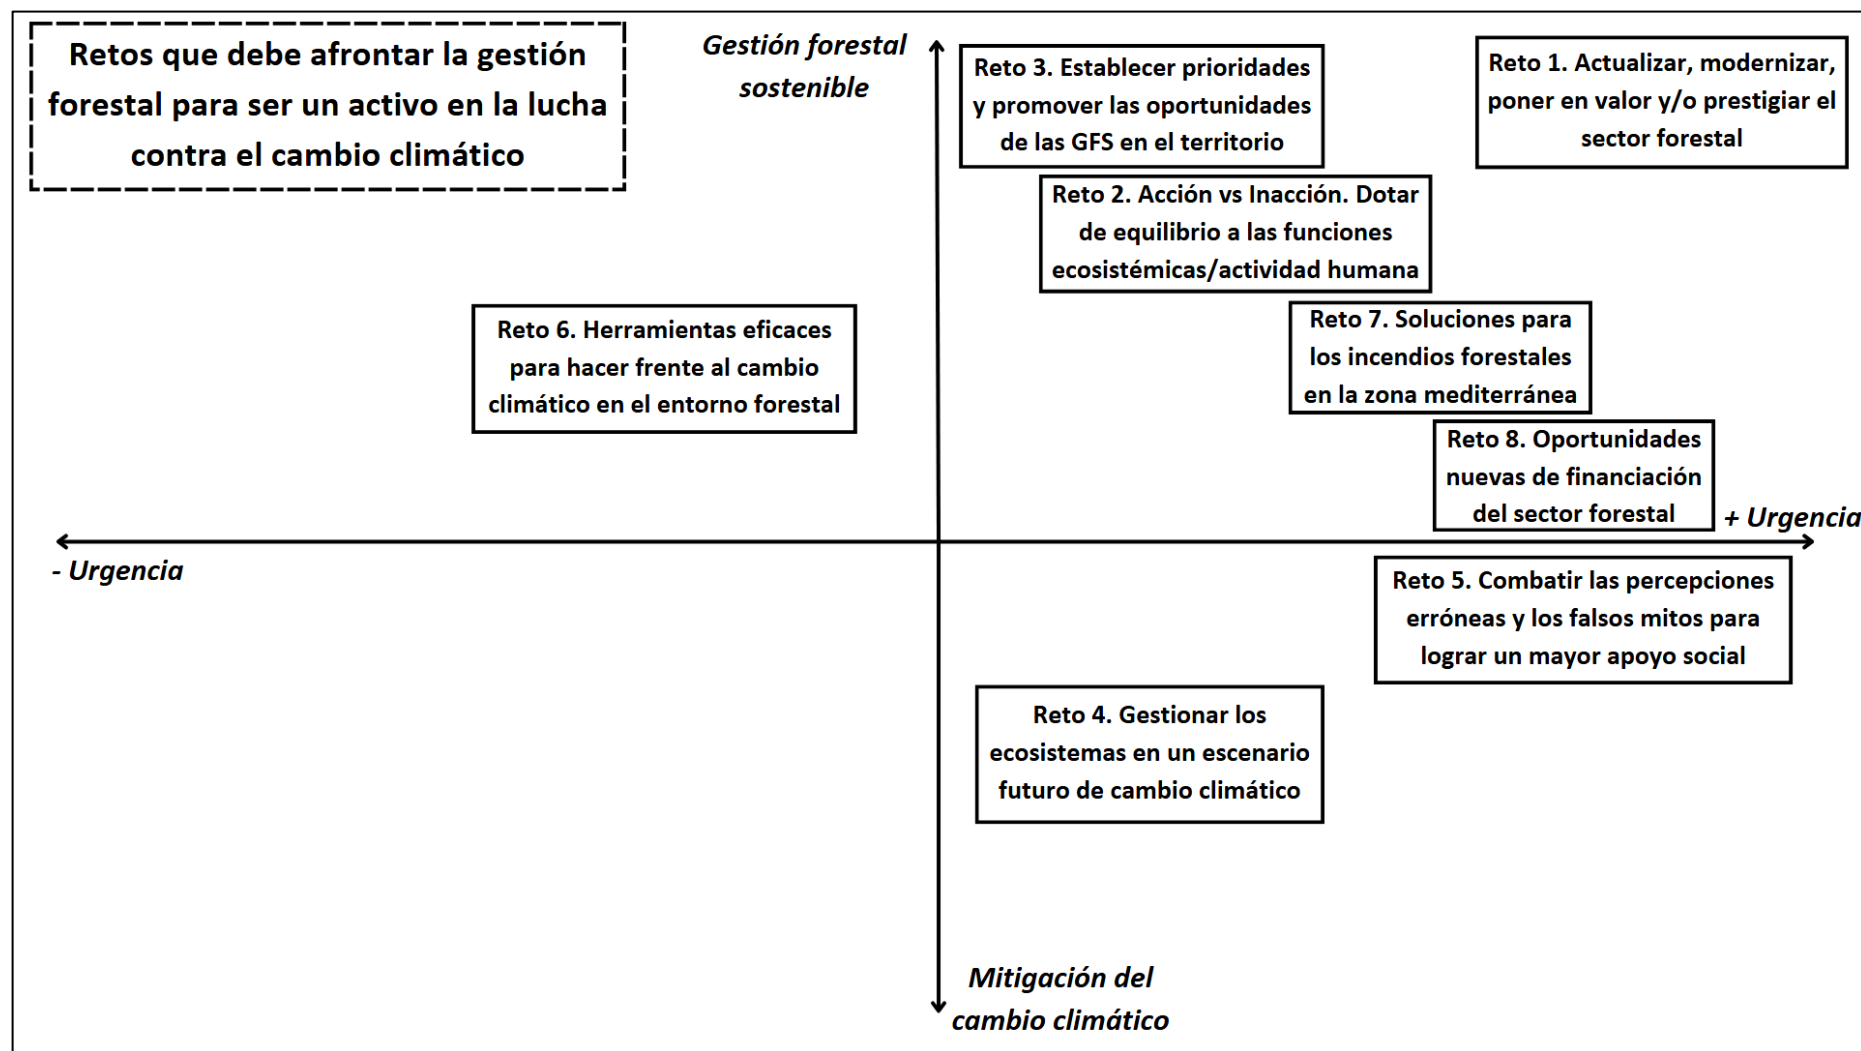 Retos que debe afrontar la gestión
forestal para ser un activo en la lucha
contra el cambio climático
Gestión forestal
sostenible
Reto 3. Establecer prioridades
y promover las oportunidades
de las GFS en el territorio
Reto 1. Actualizar, modernizar,
poner en valor y/o prestigiar el
sector forestal
Reto 2. Acción vs Inacción. Dotar
de equilibrio a las funciones
ecosistémicas/actividad humana
Reto 6. Herramientas eficaces
para hacer frente al cambio
climático en el entorno forestal
Reto 7. Soluciones para
los incendios forestales
en la zona mediterránea
Reto 8. Oportunidades
nuevas de financiación
del sector forestal
+ Urgencia
- Urgencia
Reto 5. Combatir las percepciones
erróneas y los falsos mitos para
lograr un mayor apoyo social
Reto 4. Gestionar los
ecosistemas en un escenario
futuro de cambio climático
Mitigación del
cambio climático